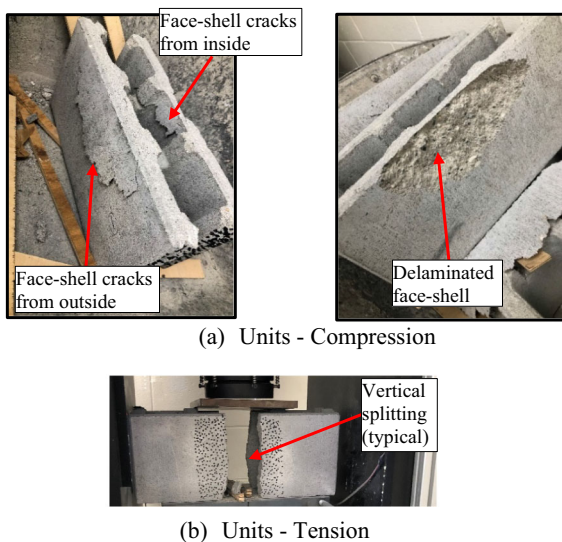 Face-shell cracks
from inside
Face-shell cracks
from outside
Delaminated
face-shell
(a) Units - Compression
Vertical
splitting
(typical)
(b) Units - Tension